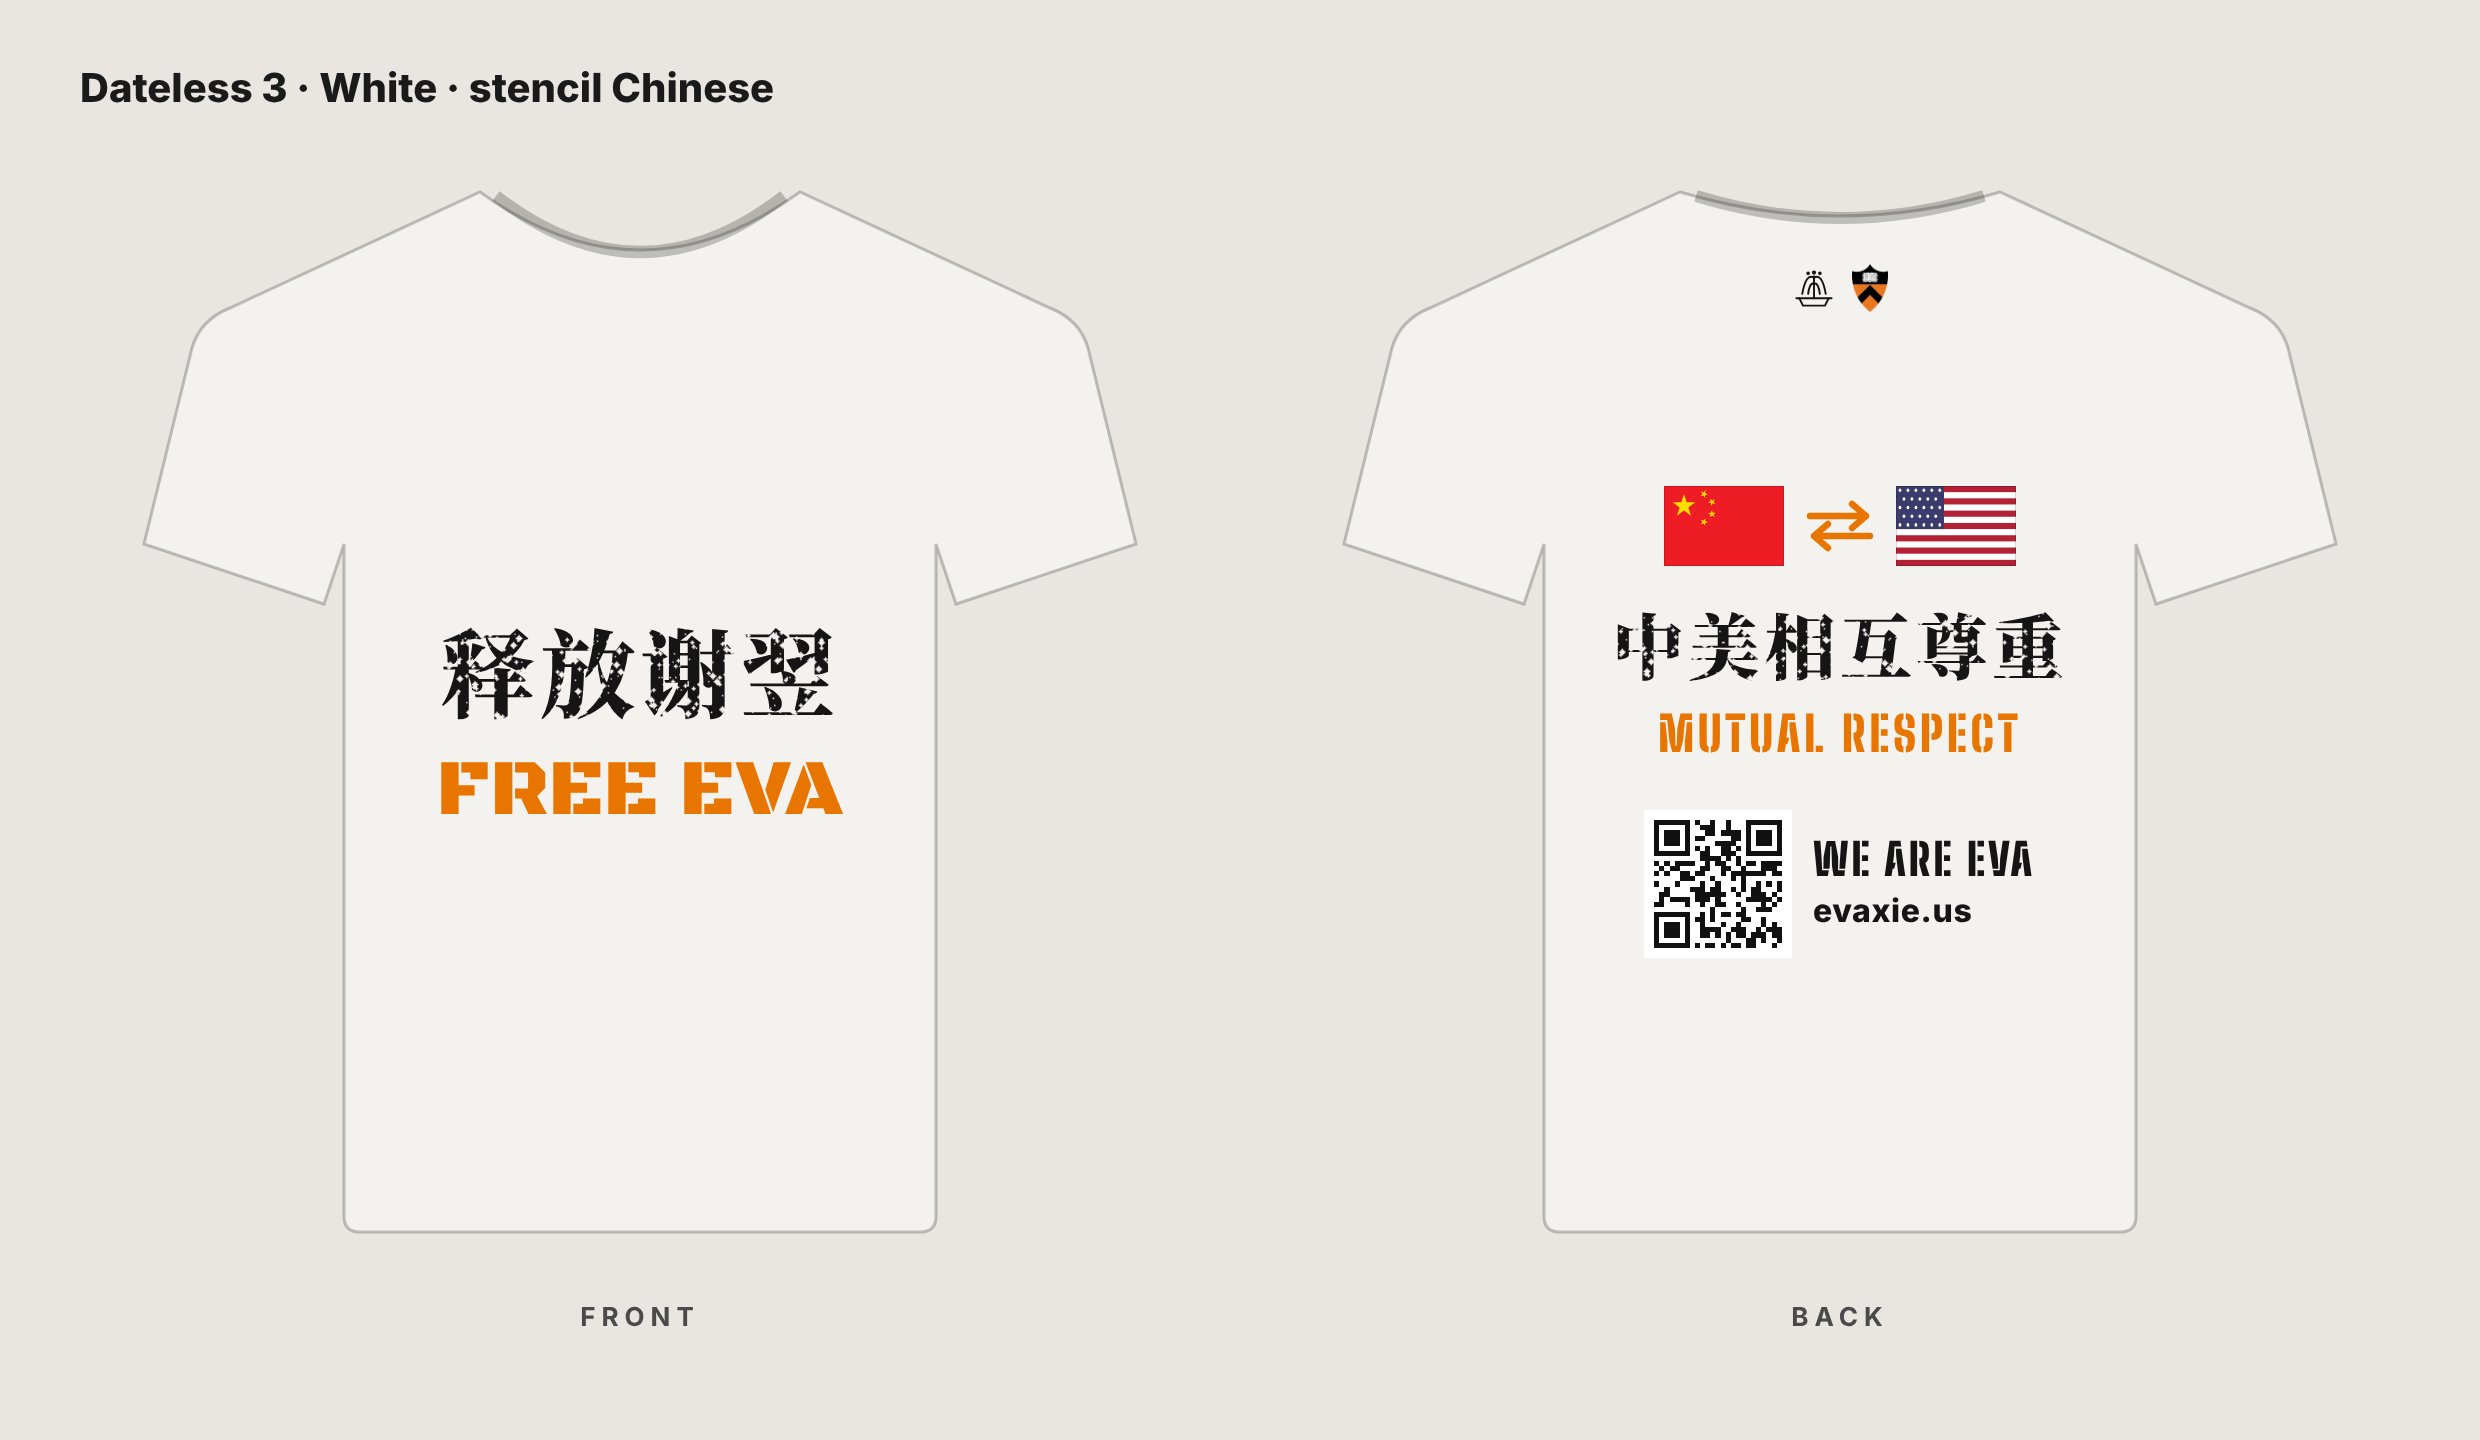 Dateless 3 · White · stencil Chinese
释放谢翌
FREE EVA
FRONT
中美相互尊重
MUTUAL RESPECT
WE ARE EVA
evaxie.us
BACK